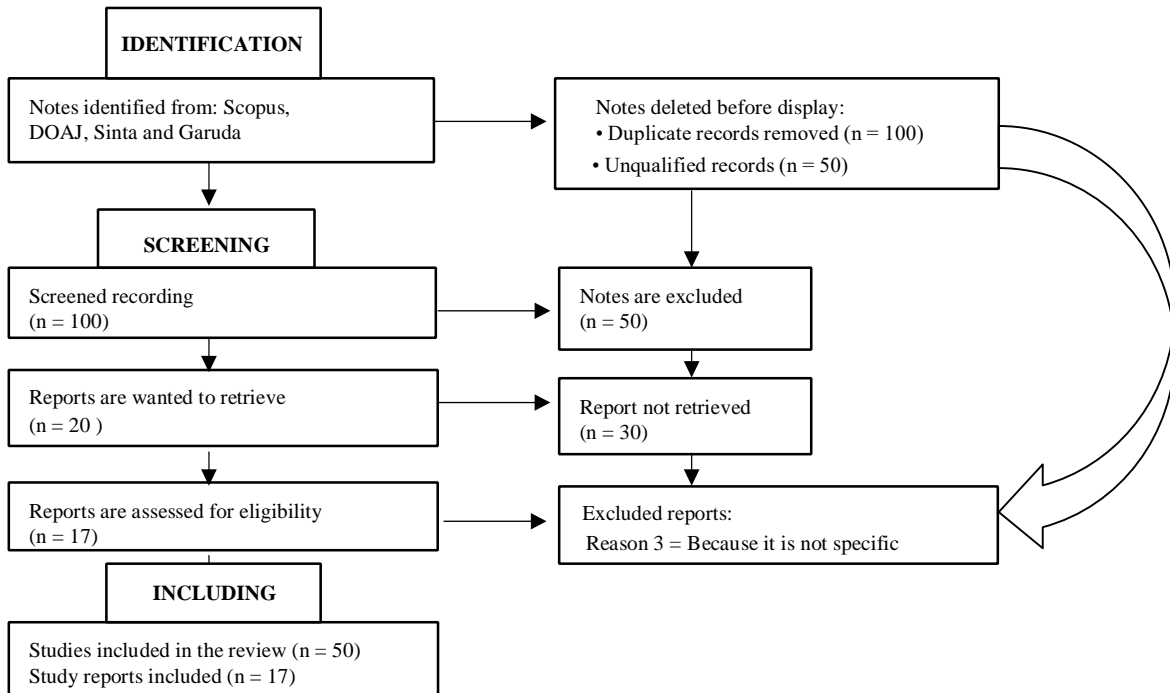 IDENTIFICATION
Notes identified from: Scopus,
DOAJ, Sinta and Garuda
Notes deleted before display:
• Duplicate records removed (n = 100)
• Unqualified records (n = 50)
SCREENING
Screened recording
(n = 100)
Notes are excluded
(n = 50)
Reports are wanted to retrieve
(n = 20 )
Report not retrieved
(n = 30)
Reports are assessed for eligibility
(n = 17)
Excluded reports:
Reason 3 = Because it is not specific
INCLUDING
Studies included in the review (n = 50)
Study reports included (n = 17)